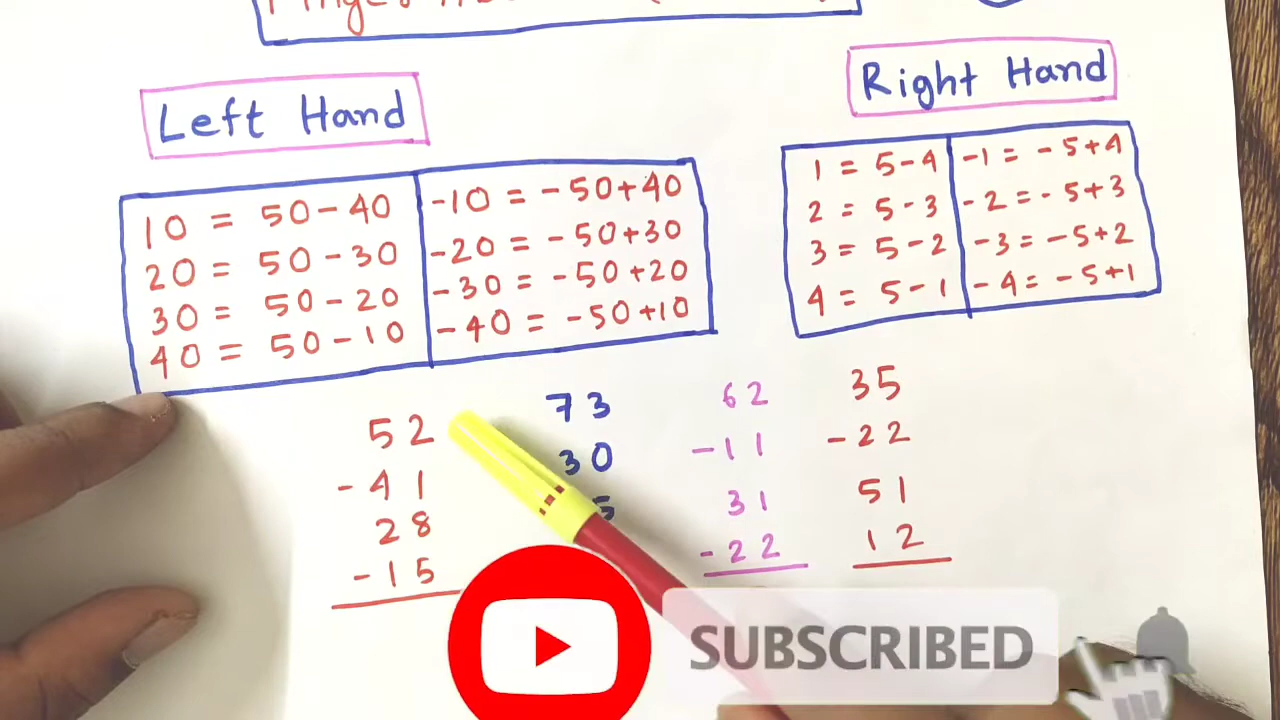 Left Hand
Right Hand
10 = 50-40
20 = 50-30
30 = 50-20
40 = 50-10
-10 = -50+40
-20 = -50+30
-30 = -50+20
-40 = -50+10
1 = 5-4
2 = 5-3
3 = 5-2
4 = 5-1
-1 = -5+4
-2 = -5+3
-3 = -5+2
-4 = -5+1
52
-41
28
-15
73
30
5
62
-11
31
-22
35
-22
51
12
SUBSCRIBED